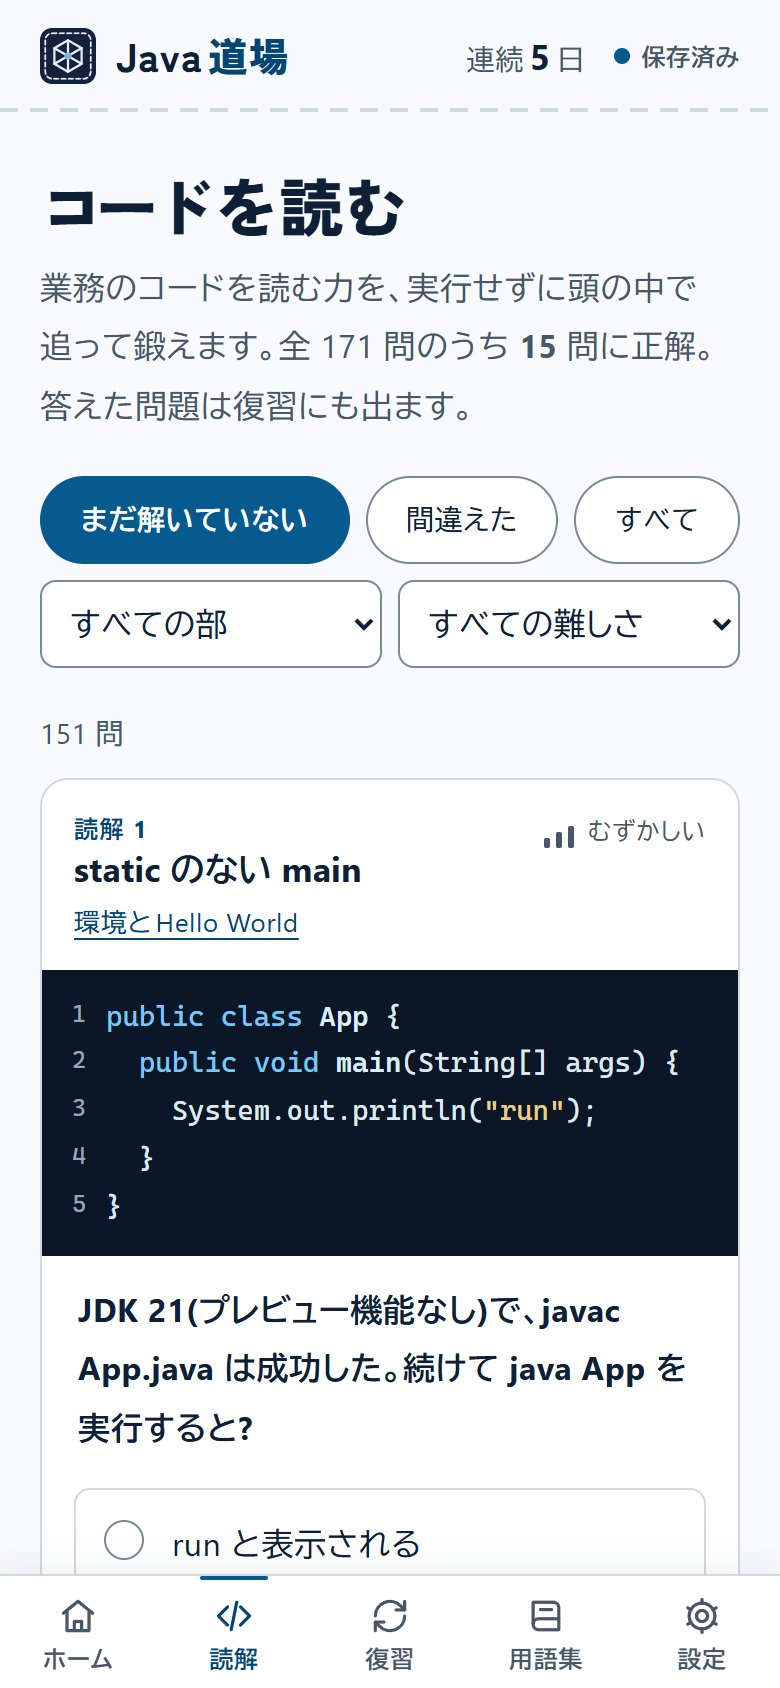 Java 道場
連続 5 日
保存済み
コードを読む
業務のコードを読む力を、実行せずに頭の中で
追って鍛えます。全 171 問のうち 15 問に正解。
答えた問題は復習にも出ます。
まだ解いていない
間違えた
すべて
すべての部
すべての難しさ
151 問
読解 1
むずかしい
static のない main
環境とHello World
1 public class App {
2   public void main(String[] args) {
3     System.out.println("run");
4   }
5 }
JDK 21(プレビュー機能なし)で、javac
App.java は成功した。続けて java App を
実行すると?
run と表示される
ホーム
読解
復習
用語集
設定